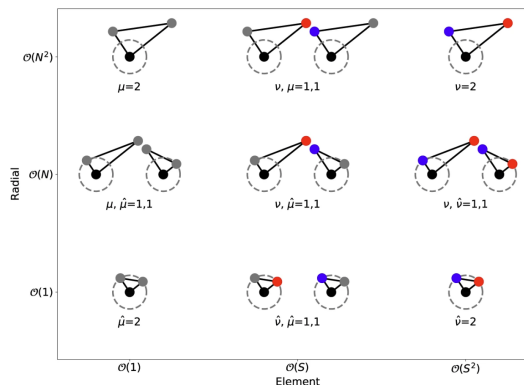 𝒪(N²)
μ=2
ν, μ=1,1
ν=2
Radial
𝒪(N)
μ, μ̂=1,1
ν, μ̂=1,1
ν, ν̂=1,1
𝒪(1)
μ̂=2
ν̂, μ̂=1,1
ν̂=2
𝒪(1)
𝒪(S)
𝒪(S²)
Element